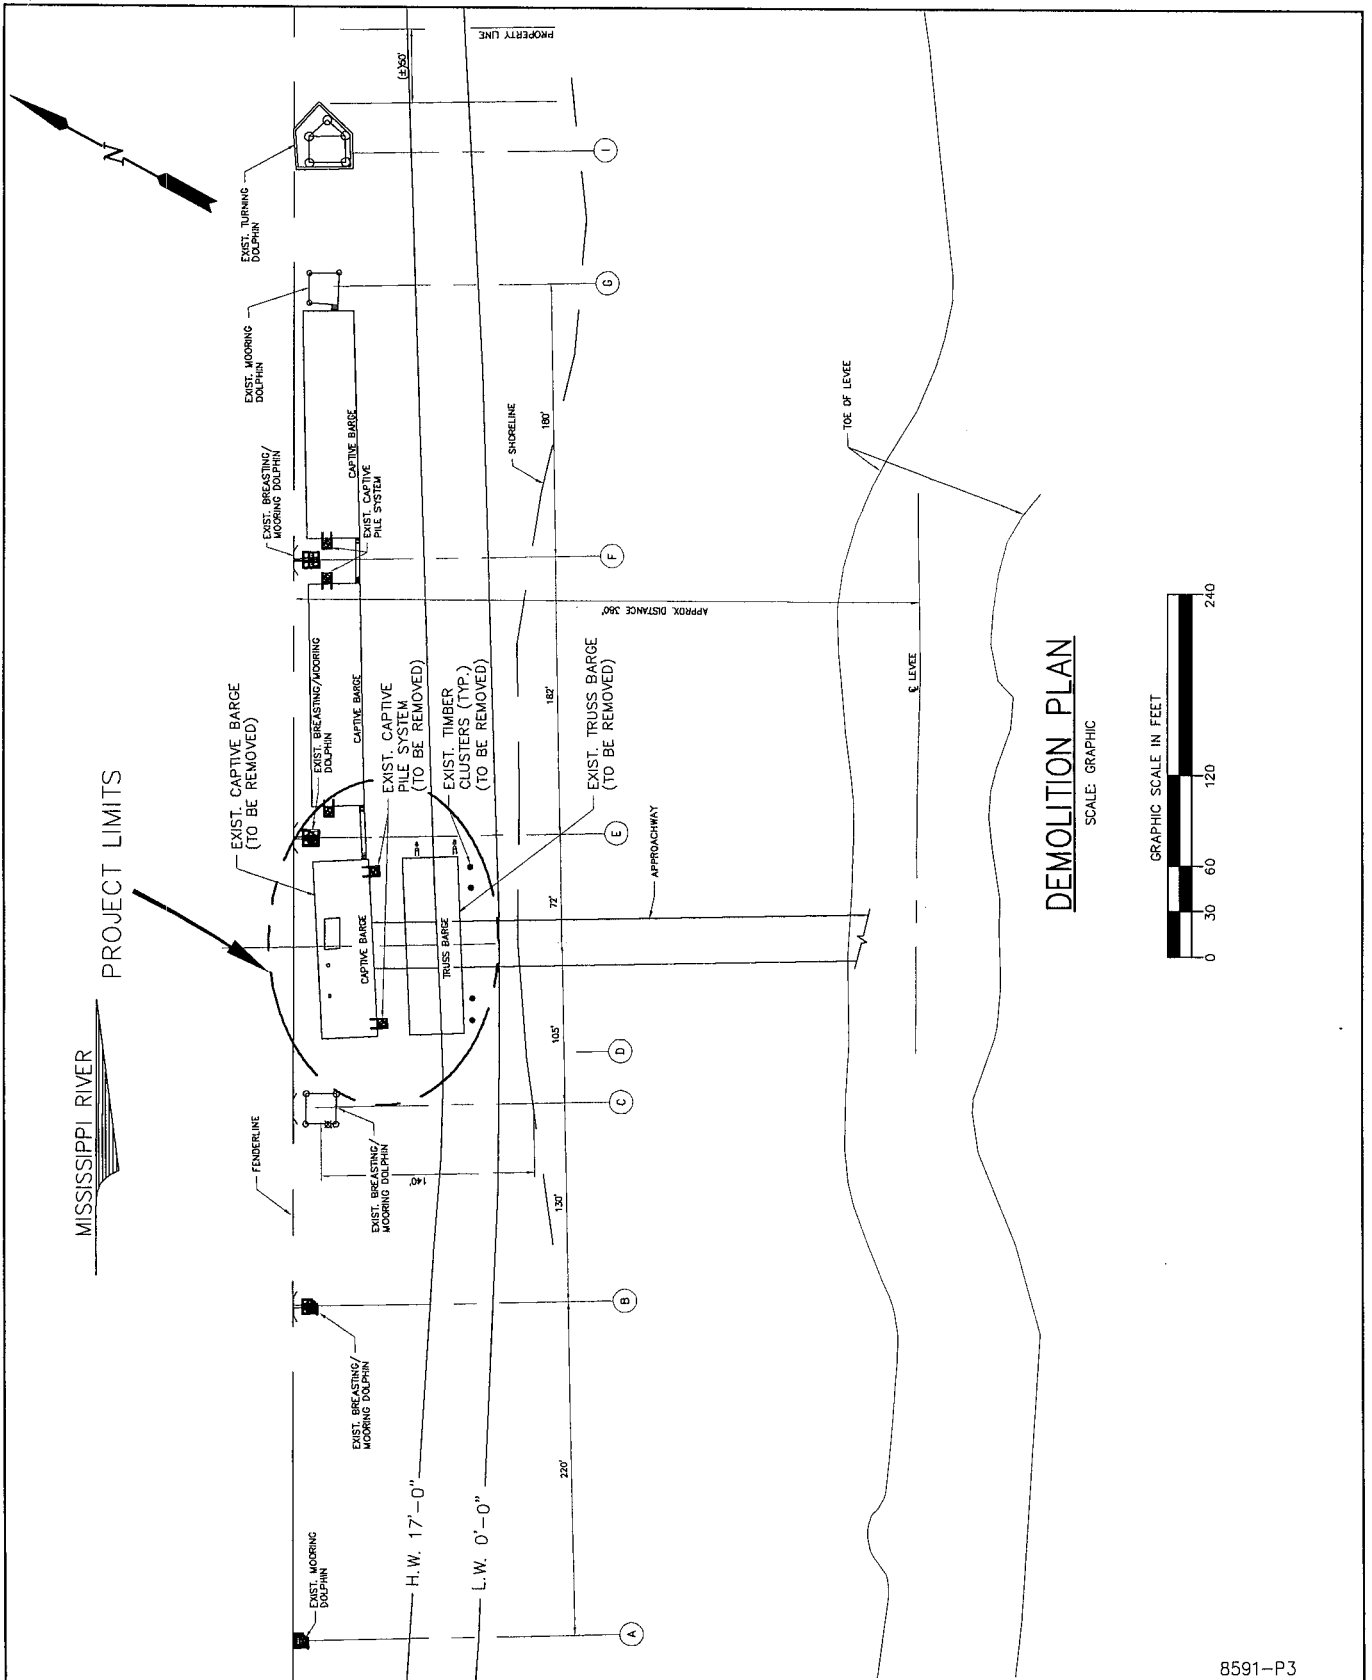 MISSISSIPPI RIVER
PROJECT LIMITS
N
FENDERLINE
EXIST. MOORING
DOLPHIN
EXIST. BREASTING/
MOORING DOLPHIN
EXIST. BREASTING/
MOORING DOLPHIN
EXIST. CAPTIVE BARGE
(TO BE REMOVED)
EXIST. BREASTING/MOORING
DOLPHIN
EXIST. BREASTING/
MOORING DOLPHIN
EXIST. MOORING
DOLPHIN
EXIST. TURNING
DOLPHIN
CAPTIVE BARGE
CAPTIVE BARGE
CAPTIVE BARGE
EXIST. CAPTIVE
PILE SYSTEM
EXIST. CAPTIVE
PILE SYSTEM
(TO BE REMOVED)
EXIST. TIMBER
CLUSTERS (TYP.)
(TO BE REMOVED)
TRUSS BARGE
EXIST. TRUSS BARGE
(TO BE REMOVED)
H.W. 17'-0"
L.W. 0'-0"
140'
(±)50'
PROPERTY LINE
SHORELINE
220'
130'
105'
72'
182'
180'
A
B
C
D
E
F
G
I
APPROACHWAY
APPROX. DISTANCE 380'
TOE OF LEVEE
℄ LEVEE
DEMOLITION PLAN
SCALE: GRAPHIC
GRAPHIC SCALE IN FEET
0 30 60 120 240
8591-P3